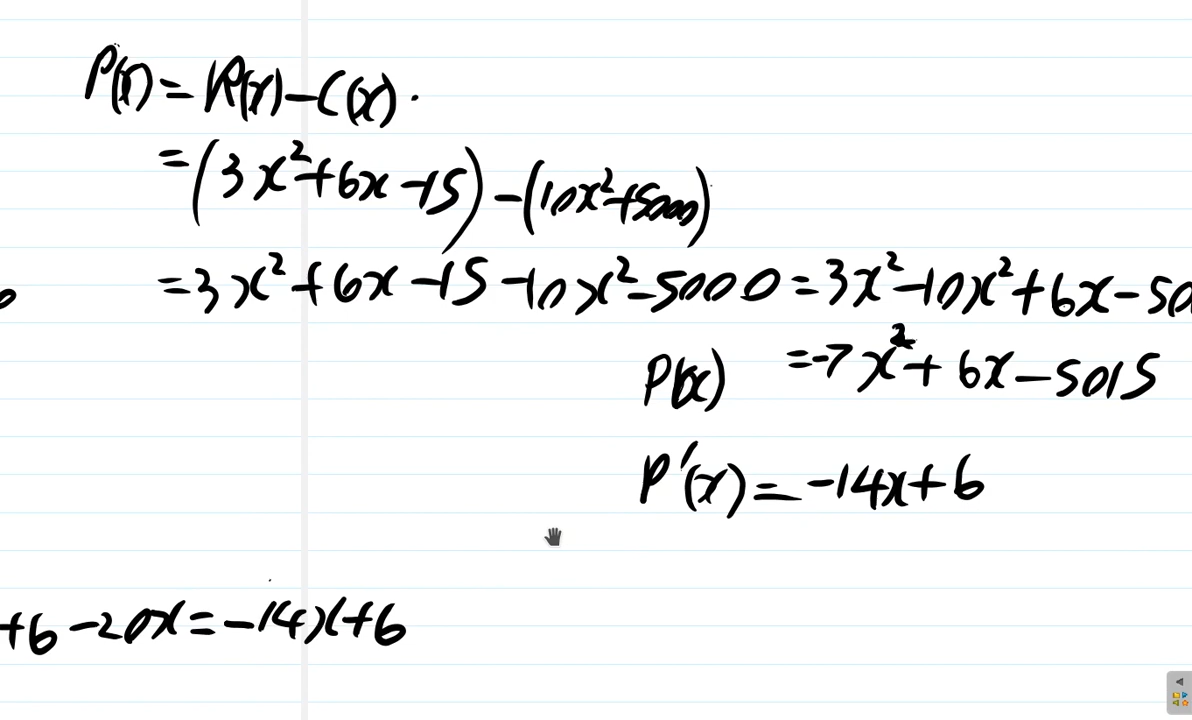 P(x) = R(x) - C(x).
= (3x² + 6x - 15) - (10x² + 5000)
= 3x² + 6x - 15 - 10x² - 5000 = 3x² - 10x² + 6x - 50
P(x) = -7x² + 6x - 5015
P'(x) = -14x + 6
+6 - 20x = -14x + 6